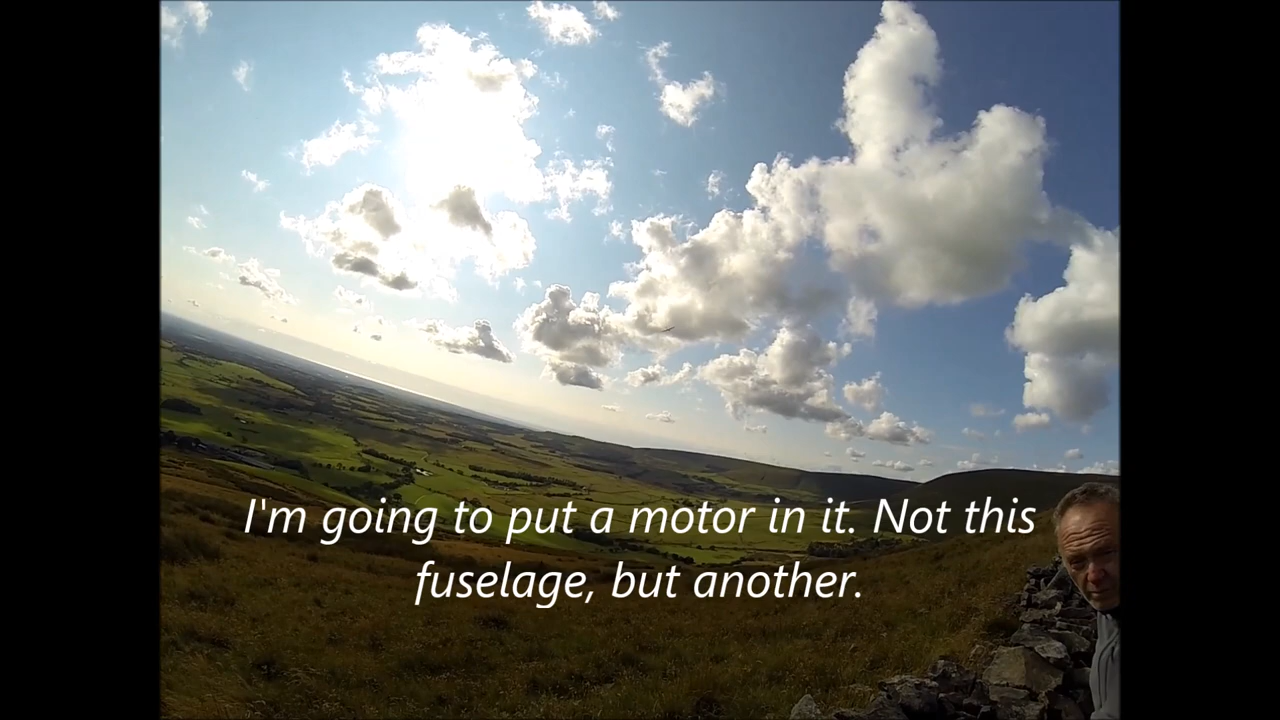 I'm going to put a motor in it. Not this
fuselage, but another.